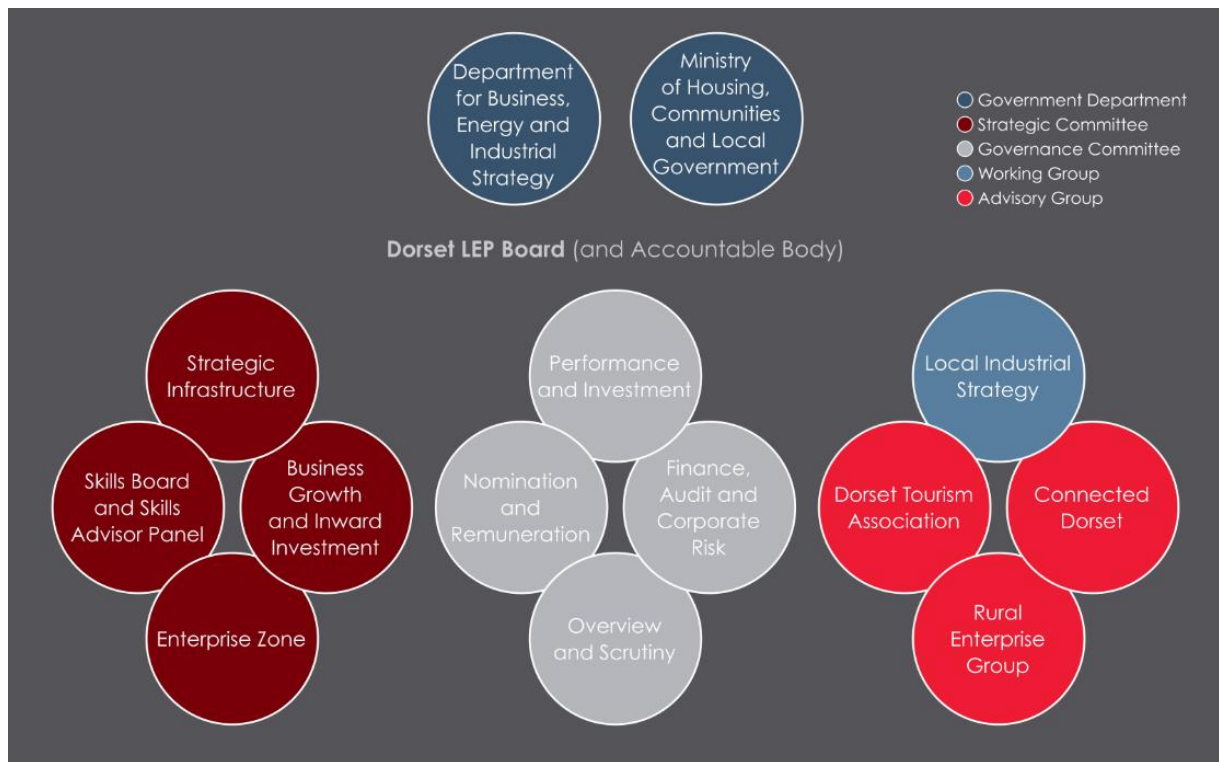 Department
for Business,
Energy and
Industrial
Strategy
Ministry
of Housing,
Communities
and Local
Government
Government Department
Strategic Committee
Governance Committee
Working Group
Advisory Group
Dorset LEP Board (and Accountable Body)
Strategic
Infrastructure
Skills Board
and Skills
Advisor Panel
Business
Growth
and Inward
Investment
Enterprise Zone
Performance
and Investment
Nomination
and
Remuneration
Finance,
Audit and
Corporate
Risk
Overview
and Scrutiny
Local Industrial
Strategy
Dorset Tourism
Association
Connected
Dorset
Rural
Enterprise
Group